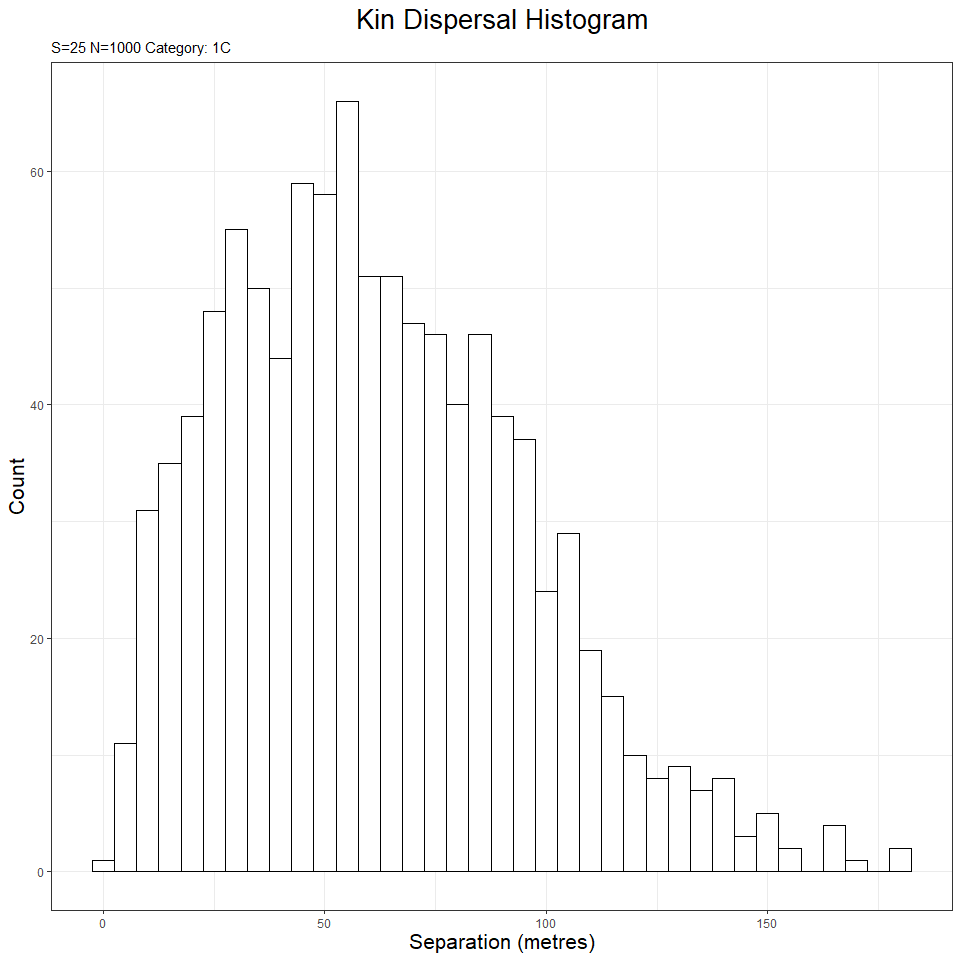 Kin Dispersal Histogram
S=25 N=1000 Category: 1C
Count
60
40
20
0
0 50 100 150
Separation (metres)